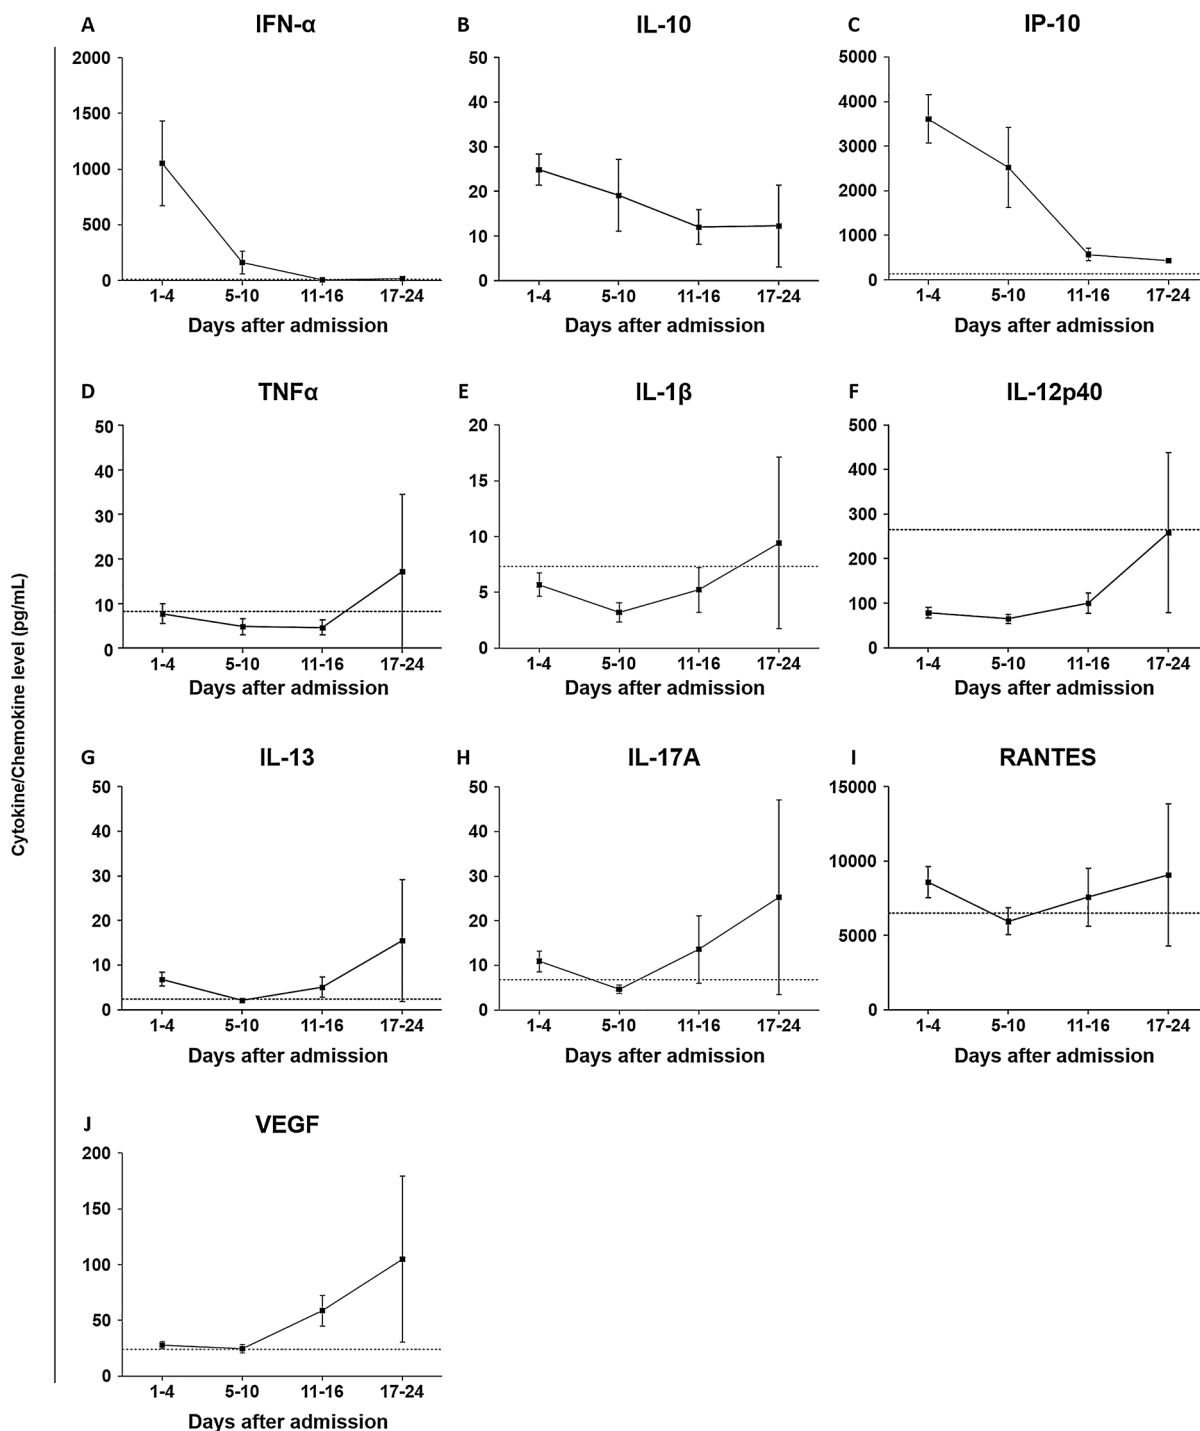 Cytokine/Chemokine level (pg/mL)
A IFN-α
2000
1500
1000
500
0
1-4 5-10 11-16 17-24
Days after admission
B IL-10
50
40
30
20
10
0
1-4 5-10 11-16 17-24
Days after admission
C IP-10
5000
4000
3000
2000
1000
0
1-4 5-10 11-16 17-24
Days after admission
D TNFα
50
40
30
20
10
0
1-4 5-10 11-16 17-24
Days after admission
E IL-1β
20
15
10
5
0
1-4 5-10 11-16 17-24
Days after admission
F IL-12p40
500
400
300
200
100
0
1-4 5-10 11-16 17-24
Days after admission
G IL-13
50
40
30
20
10
0
1-4 5-10 11-16 17-24
Days after admission
H IL-17A
50
40
30
20
10
0
1-4 5-10 11-16 17-24
Days after admission
I RANTES
15000
10000
5000
0
1-4 5-10 11-16 17-24
Days after admission
J VEGF
200
150
100
50
0
1-4 5-10 11-16 17-24
Days after admission